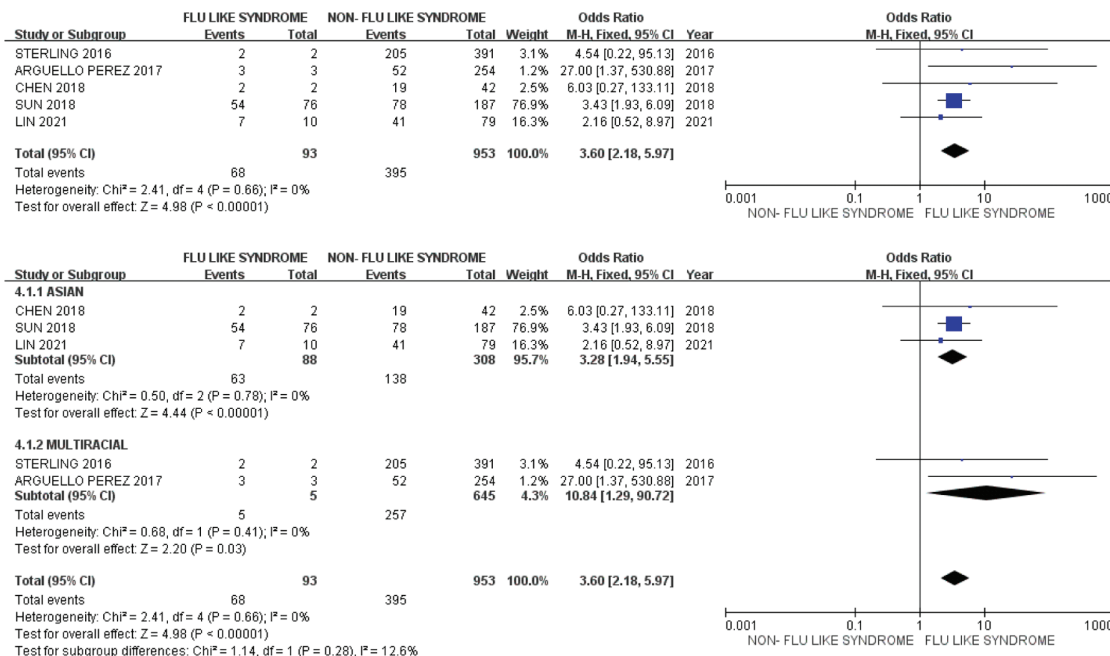 FLU LIKE SYNDROME NON- FLU LIKE SYNDROME Odds Ratio Odds Ratio
Study or Subgroup Events Total Events Total Weight M-H, Fixed, 95% CI Year M-H, Fixed, 95% CI
STERLING 2016 2 2 205 391 3.1% 4.54 [0.22, 95.13] 2016
ARGUELLO PEREZ 2017 3 3 52 254 1.2% 27.00 [1.37, 530.88] 2017
CHEN 2018 2 2 19 42 2.5% 6.03 [0.27, 133.11] 2018
SUN 2018 54 76 78 187 76.9% 3.43 [1.93, 6.09] 2018
LIN 2021 7 10 41 79 16.3% 2.16 [0.52, 8.97] 2021
Total (95% CI) 93 953 100.0% 3.60 [2.18, 5.97]
Total events 68 395
Heterogeneity: Chi² = 2.41, df = 4 (P = 0.66); I² = 0%
Test for overall effect: Z = 4.98 (P < 0.00001)
0.001 0.1 1 10 1000
NON- FLU LIKE SYNDROME FLU LIKE SYNDROME
FLU LIKE SYNDROME NON- FLU LIKE SYNDROME Odds Ratio Odds Ratio
Study or Subgroup Events Total Events Total Weight M-H, Fixed, 95% CI Year M-H, Fixed, 95% CI
4.1.1 ASIAN
CHEN 2018 2 2 19 42 2.5% 6.03 [0.27, 133.11] 2018
SUN 2018 54 76 78 187 76.9% 3.43 [1.93, 6.09] 2018
LIN 2021 7 10 41 79 16.3% 2.16 [0.52, 8.97] 2021
Subtotal (95% CI) 88 308 95.7% 3.28 [1.94, 5.55]
Total events 63 138
Heterogeneity: Chi² = 0.50, df = 2 (P = 0.78); I² = 0%
Test for overall effect: Z = 4.44 (P < 0.00001)
4.1.2 MULTIRACIAL
STERLING 2016 2 2 205 391 3.1% 4.54 [0.22, 95.13] 2016
ARGUELLO PEREZ 2017 3 3 52 254 1.2% 27.00 [1.37, 530.88] 2017
Subtotal (95% CI) 5 645 4.3% 10.84 [1.29, 90.72]
Total events 5 257
Heterogeneity: Chi² = 0.68, df = 1 (P = 0.41); I² = 0%
Test for overall effect: Z = 2.20 (P = 0.03)
Total (95% CI) 93 953 100.0% 3.60 [2.18, 5.97]
Total events 68 395
Heterogeneity: Chi² = 2.41, df = 4 (P = 0.66); I² = 0%
Test for overall effect: Z = 4.98 (P < 0.00001)
Test for subgroup differences: Chi² = 1.14, df = 1 (P = 0.28), I² = 12.6%
0.001 0.1 1 10 1000
NON- FLU LIKE SYNDROME FLU LIKE SYNDROME